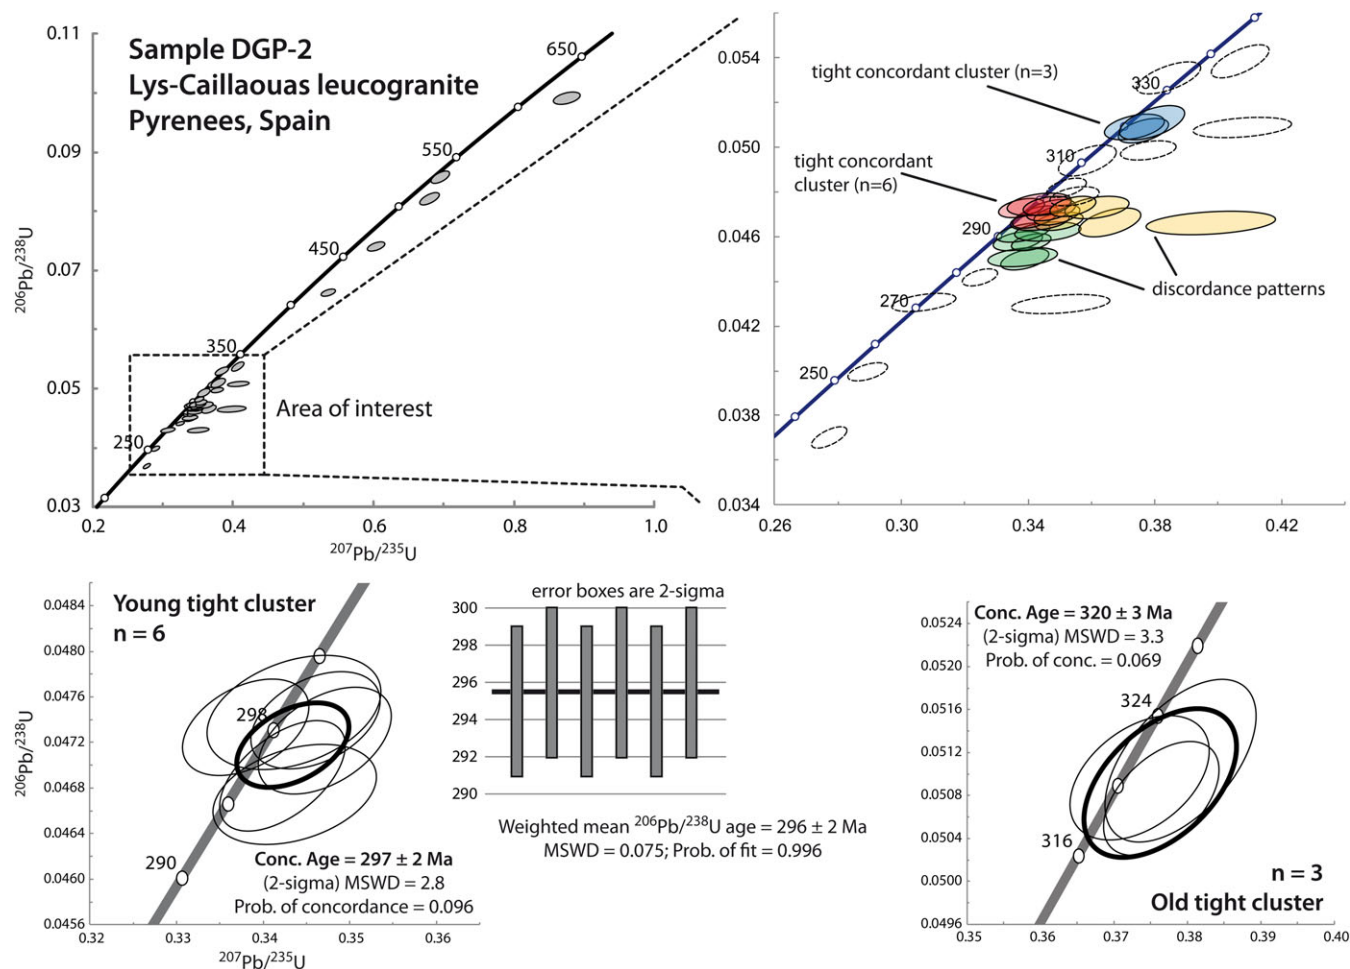 Sample DGP-2
Lys-Caillaouas leucogranite
Pyrenees, Spain
0.11
0.09
0.07
0.05
0.03
²⁰⁶Pb/²³⁸U
650
550
450
350
250
Area of interest
0.2
0.4
0.6
0.8
1.0
²⁰⁷Pb/²³⁵U
0.054
0.050
0.046
0.042
0.038
0.034
tight concordant cluster (n=3)
330
310
tight concordant
cluster (n=6)
290
270
250
discordance patterns
0.26
0.30
0.34
0.38
0.42
0.0484
0.0480
0.0476
0.0472
0.0468
0.0464
0.0460
0.0456
²⁰⁶Pb/²³⁸U
Young tight cluster
n = 6
298
290
Conc. Age = 297 ± 2 Ma
(2-sigma) MSWD = 2.8
Prob. of concordance = 0.096
0.32
0.33
0.34
0.35
0.36
²⁰⁷Pb/²³⁵U
error boxes are 2-sigma
300
298
296
294
292
290
Weighted mean ²⁰⁶Pb/²³⁸U age = 296 ± 2 Ma
MSWD = 0.075; Prob. of fit = 0.996
0.0524
0.0520
0.0516
0.0512
0.0508
0.0504
0.0500
0.0496
Conc. Age = 320 ± 3 Ma
(2-sigma) MSWD = 3.3
Prob. of conc. = 0.069
324
316
n = 3
Old tight cluster
0.35
0.36
0.37
0.38
0.39
0.40